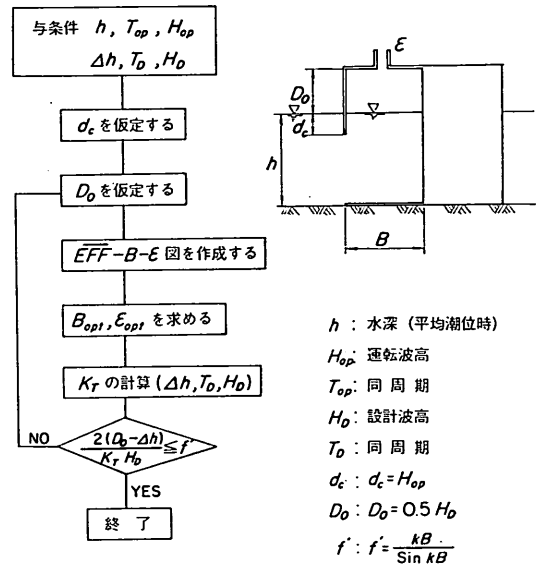 与条件 h, T_op, H_op
Δh, T_D, H_D
d_c を仮定する
D_0 を仮定する
E͞F͞F͞-B-ε 図を作成する
B_opt, ε_opt を求める
K_T の計算 (Δh, T_D, H_D)
NO
2(D_0-Δh)/K_T H_D ≦ f'
YES
終了
ε
D_0
d_c
h
B
h : 水深 (平均潮位時)
H_op: 運転波高
T_op: 同周期
H_D : 設計波高
T_D : 同周期
d_c : d_c=H_op
D_0 : D_0=0.5 H_D
f' : f'=kB/Sin kB